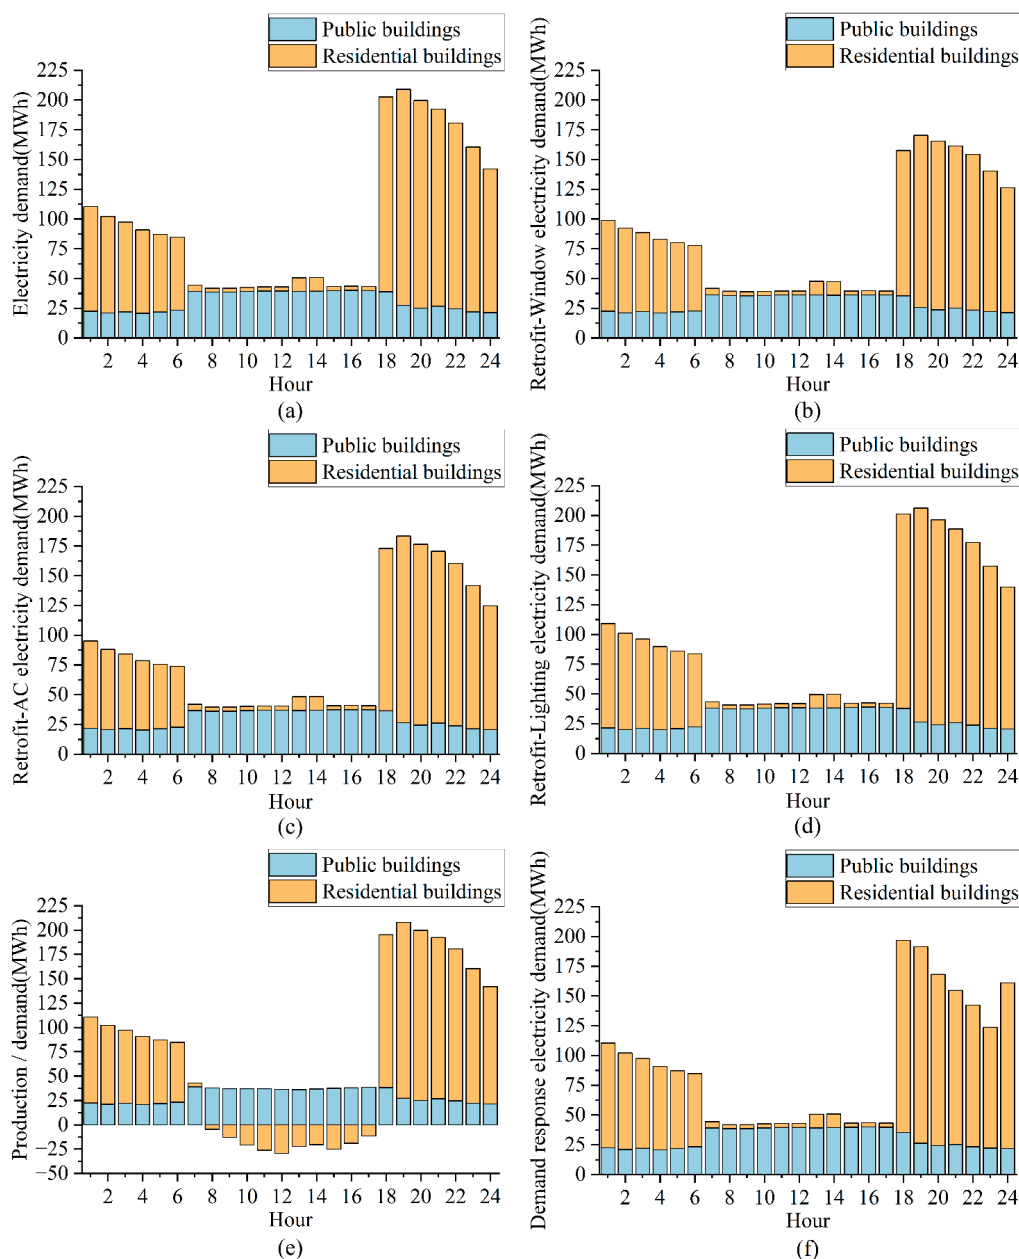 Public buildings
Residential buildings
Electricity demand(MWh)
225
200
175
150
125
100
75
50
25
0
2 4 6 8 10 12 14 16 18 20 22 24
Hour
(a)
Public buildings
Residential buildings
Retrofit-Window electricity demand(MWh)
225
200
175
150
125
100
75
50
25
0
2 4 6 8 10 12 14 16 18 20 22 24
Hour
(b)
Public buildings
Residential buildings
Retrofit-AC electricity demand(MWh)
225
200
175
150
125
100
75
50
25
0
2 4 6 8 10 12 14 16 18 20 22 24
Hour
(c)
Public buildings
Residential buildings
Retrofit-Lighting electricity demand(MWh)
225
200
175
150
125
100
75
50
25
0
2 4 6 8 10 12 14 16 18 20 22 24
Hour
(d)
Public buildings
Residential buildings
Production / demand(MWh)
225
200
175
150
125
100
75
50
25
0
−25
−50
2 4 6 8 10 12 14 16 18 20 22 24
Hour
(e)
Public buildings
Residential buildings
Demand response electricity demand(MWh)
225
200
175
150
125
100
75
50
25
0
2 4 6 8 10 12 14 16 18 20 22 24
Hour
(f)